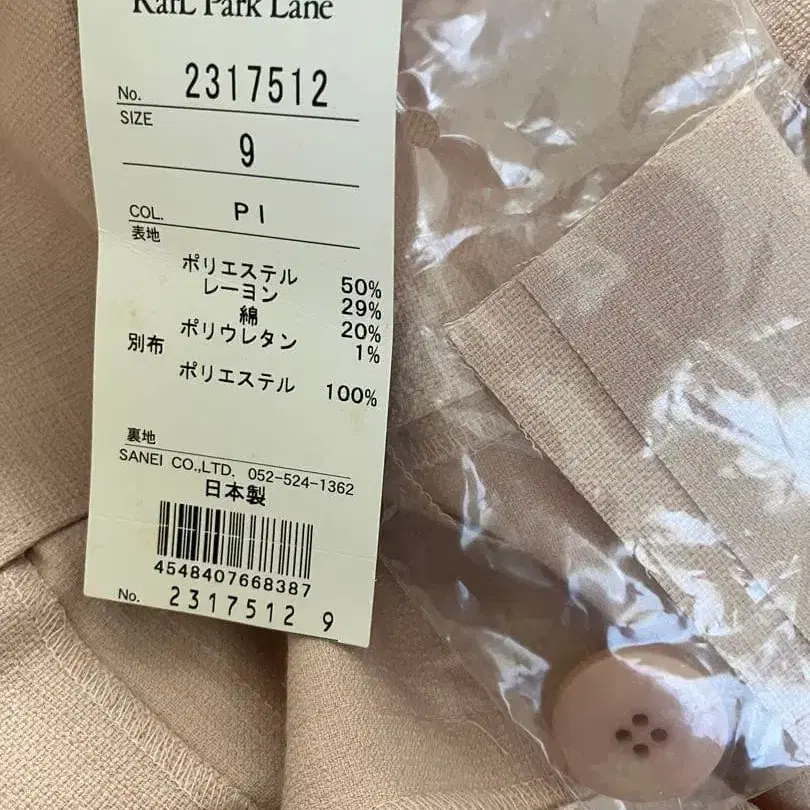 KarL Park Lane
No. 2317512
SIZE
9
COL. PI
表地
ポリエステル 50%
レーヨン 29%
綿 20%
ポリウレタン 1%
別布
ポリエステル 100%
裏地
SANEI CO.,LTD. 052-524-1362
日本製
4548407668387
No. 2317512 9